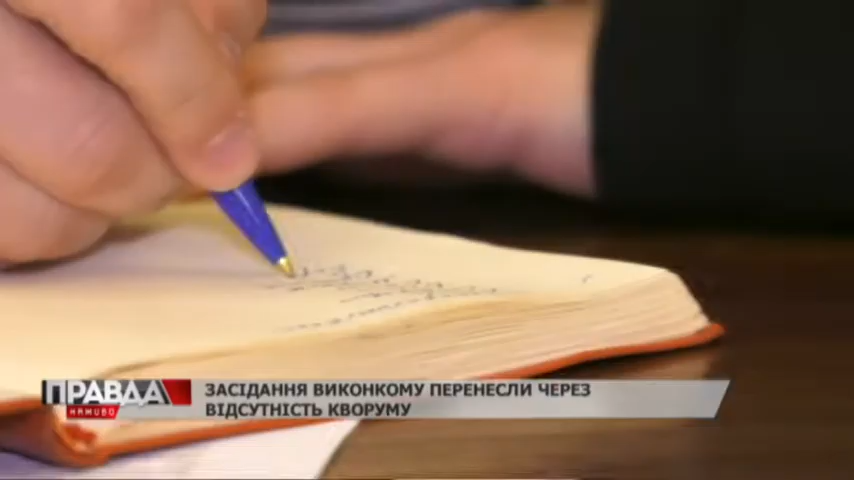 ПРАВДА
НАЖИВО
ЗАСІДАННЯ ВИКОНКОМУ ПЕРЕНЕСЛИ ЧЕРЕЗ
ВІДСУТНІСТЬ КВОРУМУ